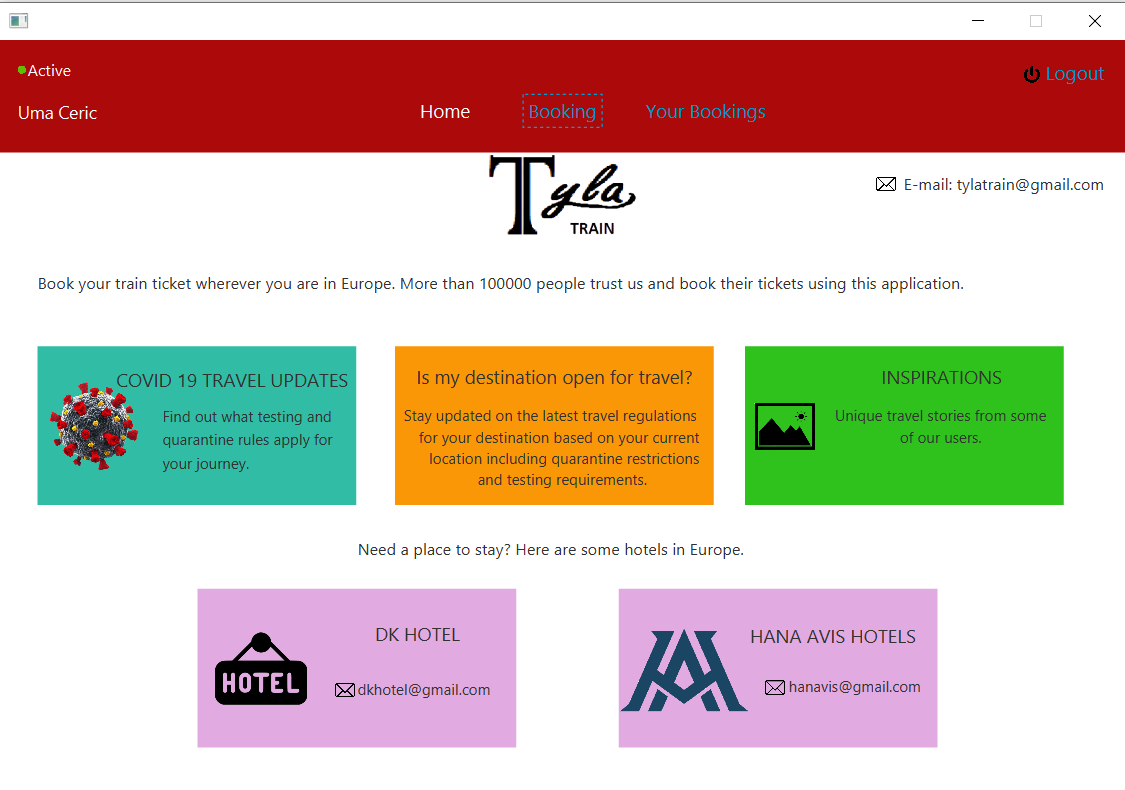 Active
Logout
Uma Ceric
Home
Booking
Your Bookings
Tyla
TRAIN
E-mail: tylatrain@gmail.com
Book your train ticket wherever you are in Europe. More than 100000 people trust us and book their tickets using this application.
COVID 19 TRAVEL UPDATES
Find out what testing and
quarantine rules apply for
your journey.
Is my destination open for travel?
Stay updated on the latest travel regulations
for your destination based on your current
location including quarantine restrictions
and testing requirements.
INSPIRATIONS
Unique travel stories from some
of our users.
Need a place to stay? Here are some hotels in Europe.
HOTEL
DK HOTEL
dkhotel@gmail.com
HANA AVIS HOTELS
hanavis@gmail.com